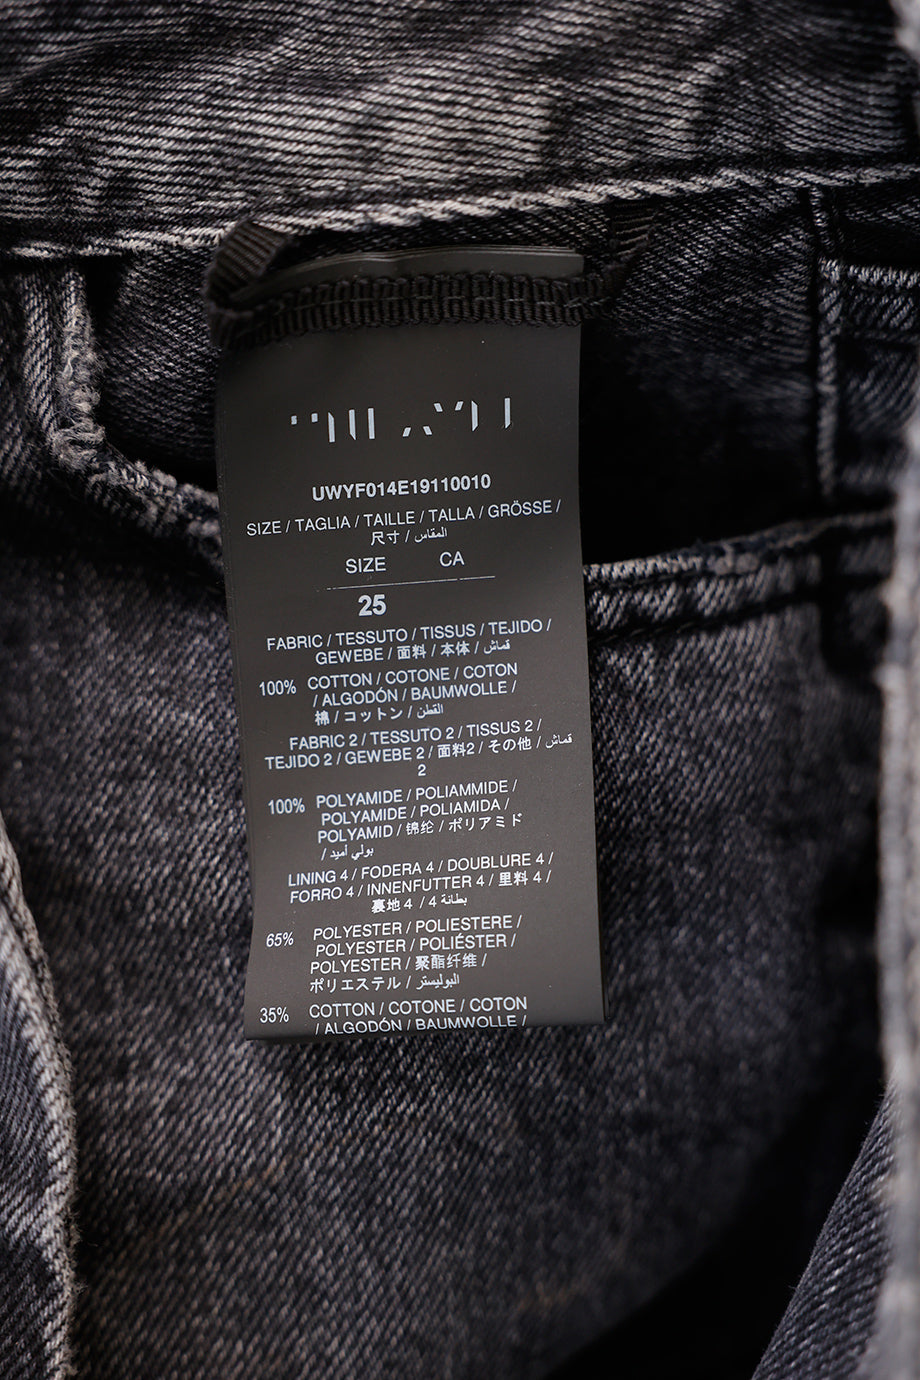 UWYF014E19110010
SIZE / TAGLIA / TAILLE / TALLA / GRÖSSE /
尺寸 / المقاس
SIZE CA
25
FABRIC / TESSUTO / TISSUS / TEJIDO /
GEWEBE / 面料 / 本体 / قماش
100% COTTON / COTONE / COTON
/ ALGODÓN / BAUMWOLLE /
棉 / コットン / القطن
FABRIC 2 / TESSUTO 2 / TISSUS 2 /
TEJIDO 2 / GEWEBE 2 / 面料2 / その他 / قماش
2
100% POLYAMIDE / POLIAMMIDE /
POLYAMIDE / POLIAMIDA /
POLYAMID / 锦纶 / ポリアミド
/ بولي أميد
LINING 4 / FODERA 4 / DOUBLURE 4 /
FORRO 4 / INNENFUTTER 4 / 里料 4 /
裏地 4 / بطانة 4
65% POLYESTER / POLIESTERE /
POLYESTER / POLIÉSTER /
POLYESTER / 聚酯纤维 /
ポリエステル / البوليستر
35% COTTON / COTONE / COTON
/ ALGODÓN / BAUMWOLLE /